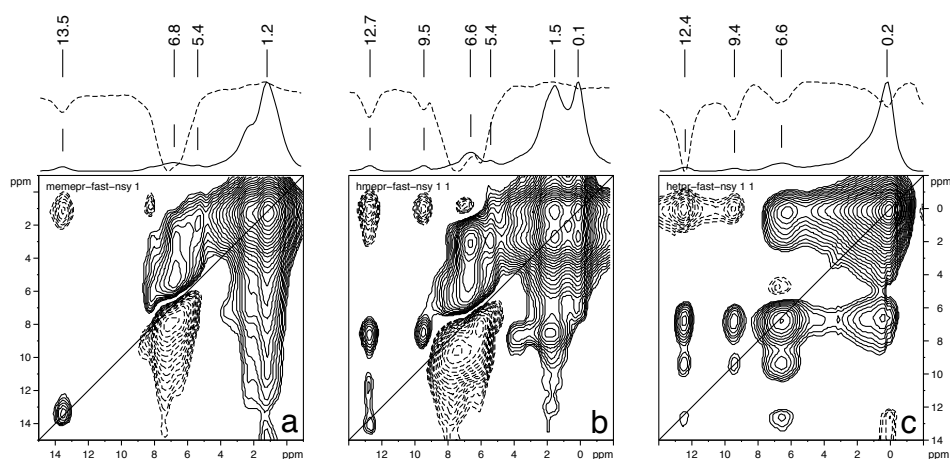 13.5 6.8 5.4 1.2
12.7 9.5 6.6 5.4 1.5 0.1
12.4 9.4 6.6 0.2
ppm
memepr-fast-nsy 1
2
4
6
8
10
12
14
a
14 12 10 8 6 4 2 0 ppm
hmepr-fast-nsy 1 1
b
14 12 10 8 6 4 2 0 ppm
hetpr-fast-nsy 1 1
c
ppm
0
2
4
6
8
10
12
14
14 12 10 8 6 4 2 0 ppm